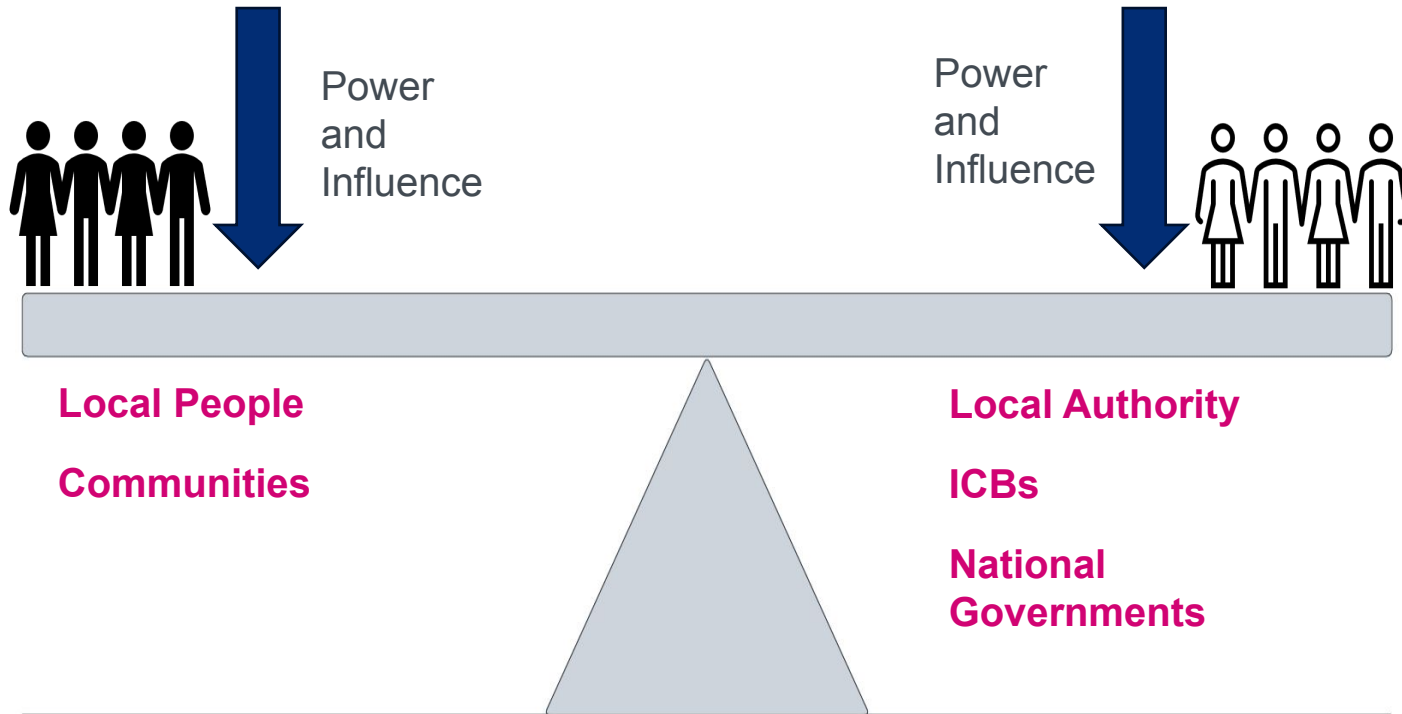 Power
and
Influence
Power
and
Influence
Local People
Communities
Local Authority
ICBs
National
Governments